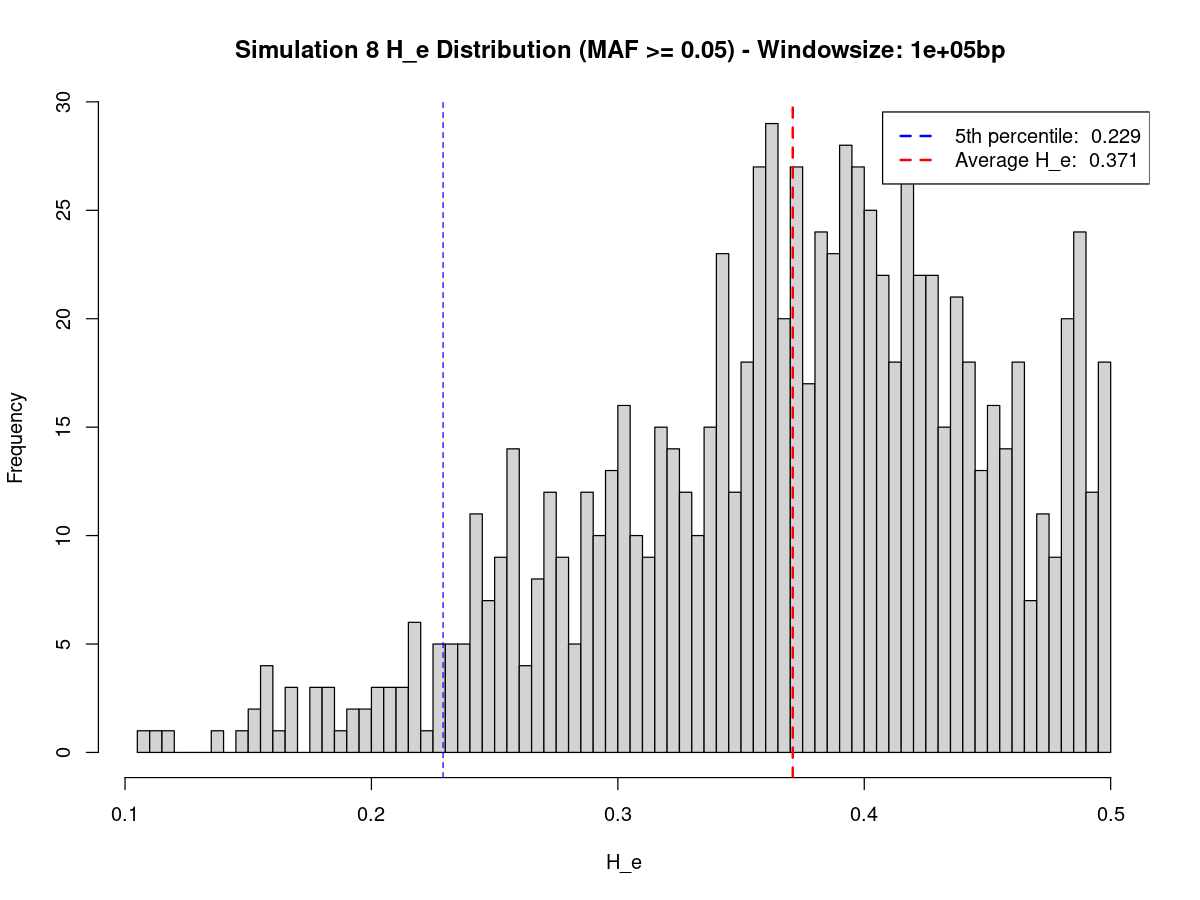 Simulation 8 H_e Distribution (MAF >= 0.05) - Windowsize: 1e+05bp
30
25
20
15
10
5
0
Frequency
5th percentile: 0.229
Average H_e: 0.371
0.1 0.2 0.3 0.4 0.5
H_e